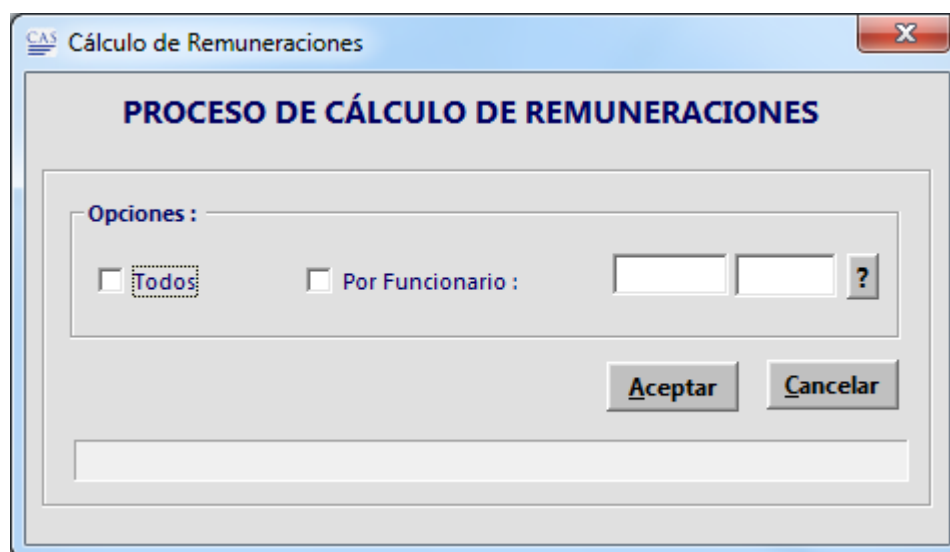 CAS Cálculo de Remuneraciones
PROCESO DE CÁLCULO DE REMUNERACIONES
Opciones :
Todos Por Funcionario : ?
Aceptar Cancelar